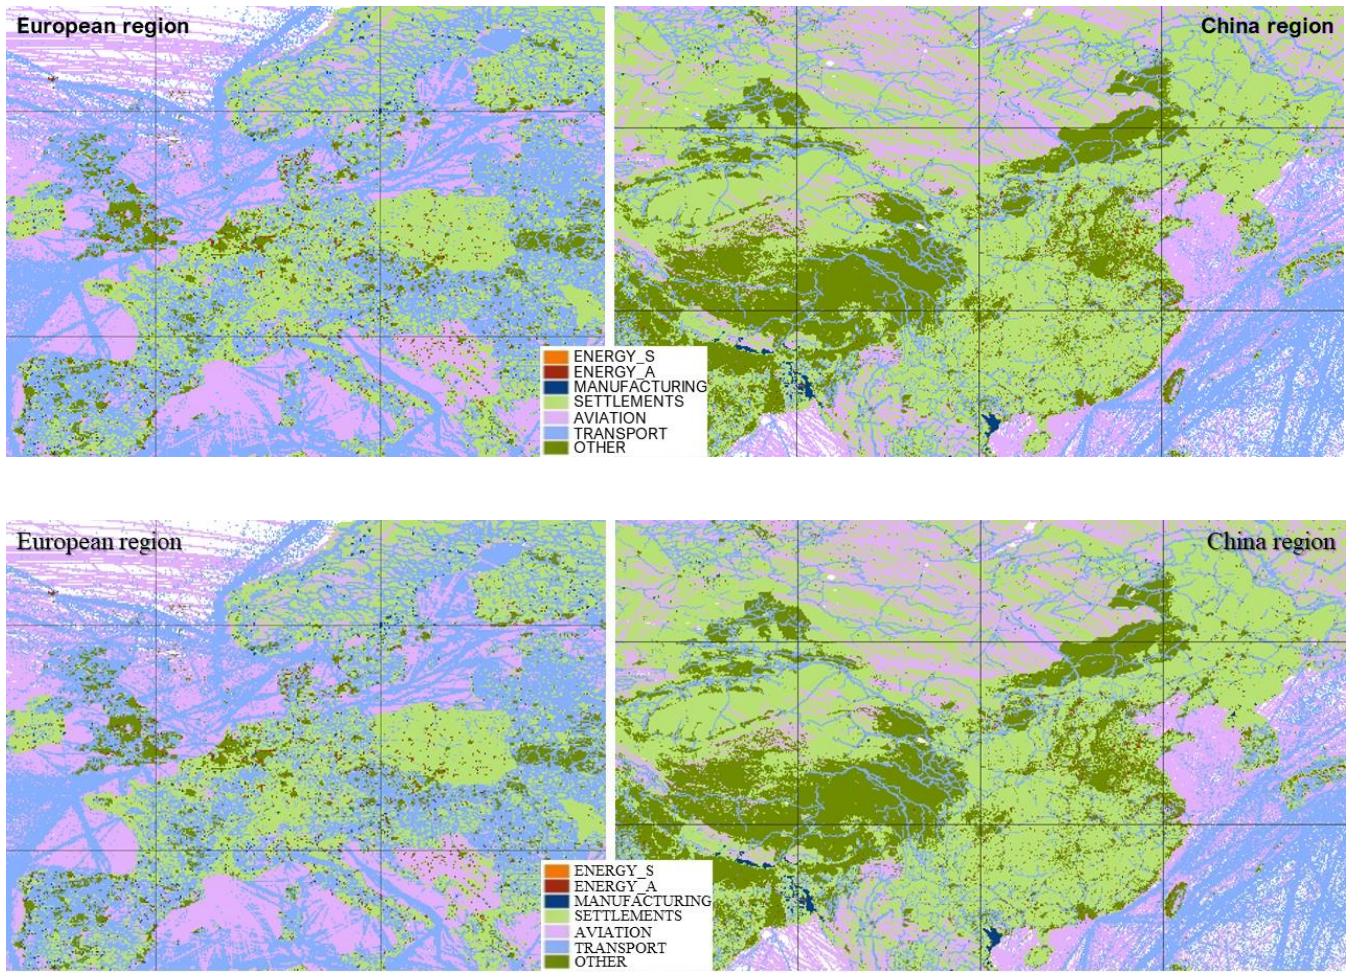 European region
China region
ENERGY_S
ENERGY_A
MANUFACTURING
SETTLEMENTS
AVIATION
TRANSPORT
OTHER
European region
China region
ENERGY_S
ENERGY_A
MANUFACTURING
SETTLEMENTS
AVIATION
TRANSPORT
OTHER